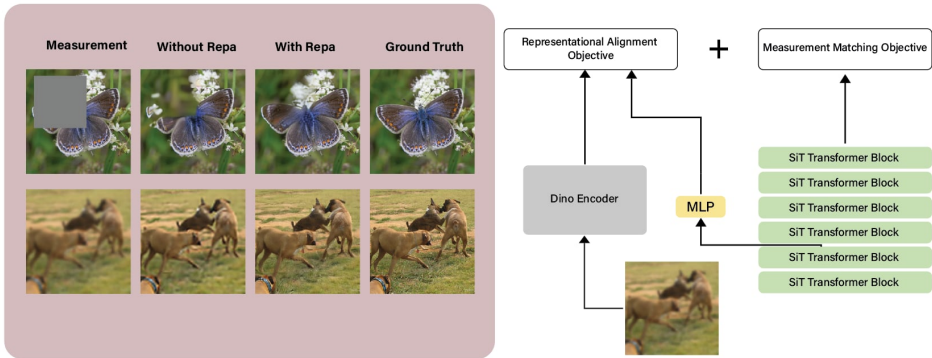 Measurement
Without Repa
With Repa
Ground Truth
Representational Alignment
Objective
+
Measurement Matching Objective
Dino Encoder
MLP
SiT Transformer Block
SiT Transformer Block
SiT Transformer Block
SiT Transformer Block
SiT Transformer Block
SiT Transformer Block